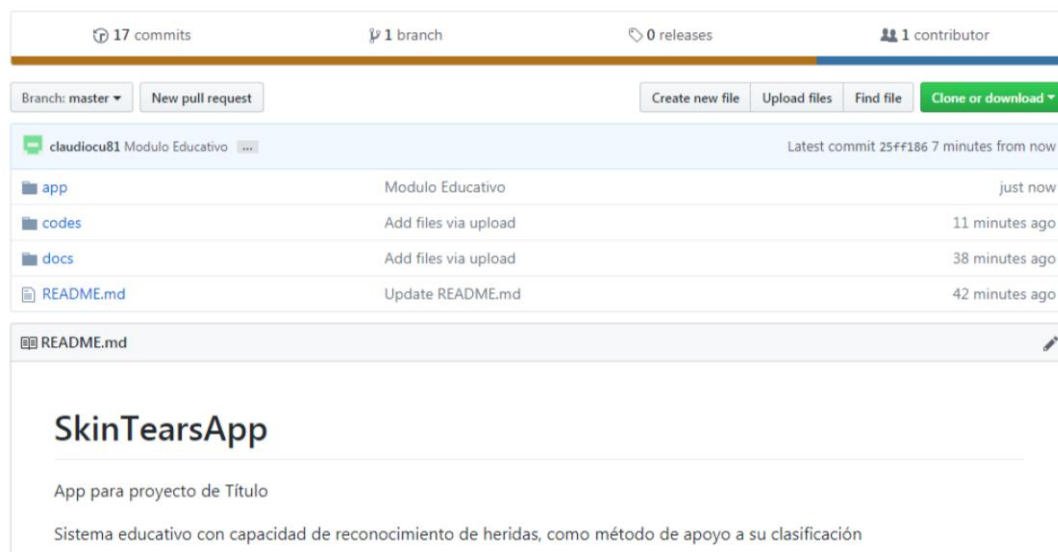 17 commits 1 branch 0 releases 1 contributor
Branch: master New pull request Create new file Upload files Find file Clone or download
claudiocu81 Modulo Educativo ... Latest commit 25ff186 7 minutes from now
app Modulo Educativo just now
codes Add files via upload 11 minutes ago
docs Add files via upload 38 minutes ago
README.md Update README.md 42 minutes ago
README.md
SkinTearsApp
App para proyecto de Título
Sistema educativo con capacidad de reconocimiento de heridas, como método de apoyo a su clasificación